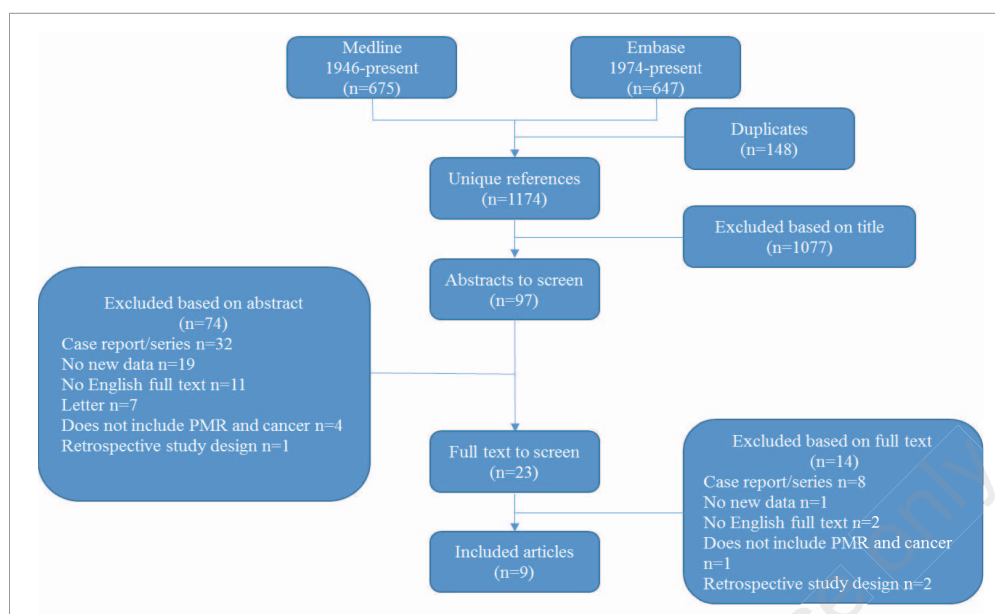 Medline
1946-present
(n=675)
Embase
1974-present
(n=647)
Duplicates
(n=148)
Unique references
(n=1174)
Excluded based on title
(n=1077)
Abstracts to screen
(n=97)
Excluded based on abstract
(n=74)
Case report/series n=32
No new data n=19
No English full text n=11
Letter n=7
Does not include PMR and cancer n=4
Retrospective study design n=1
Full text to screen
(n=23)
Excluded based on full text
(n=14)
Case report/series n=8
No new data n=1
No English full text n=2
Does not include PMR and cancer
n=1
Retrospective study design n=2
Included articles
(n=9)
only